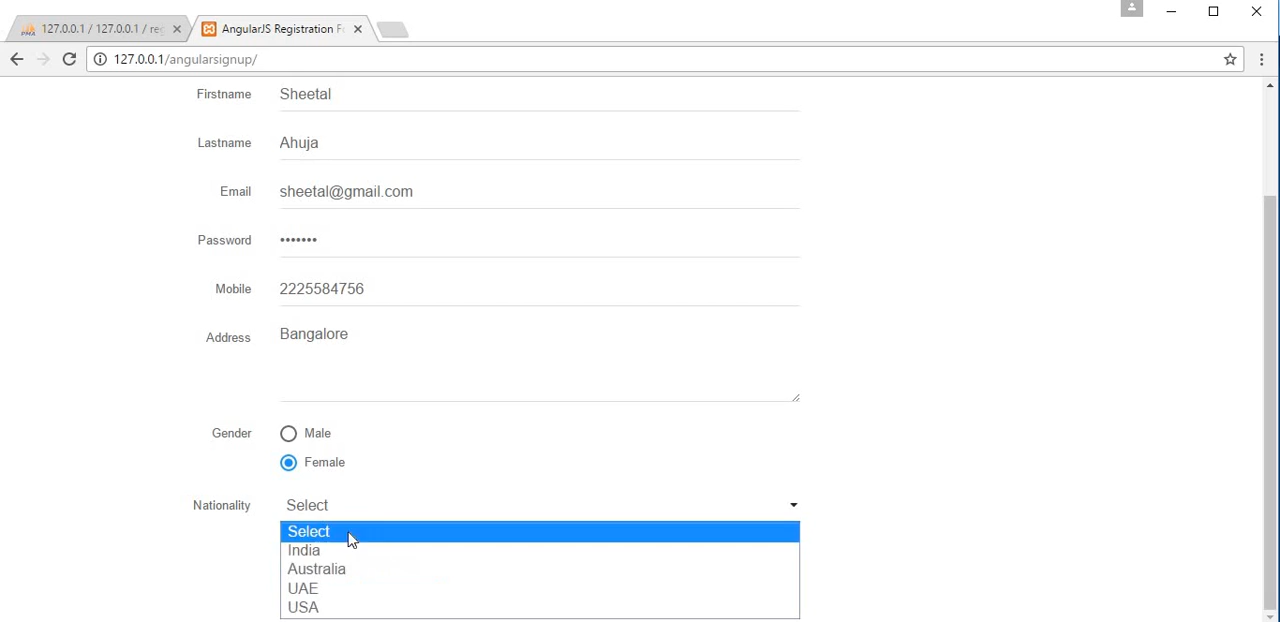 127.0.0.1 / 127.0.0.1 / reg
AngularJS Registration Fo
127.0.0.1/angularsignup/
Firstname Sheetal
Lastname Ahuja
Email sheetal@gmail.com
Password •••••••
Mobile 2225584756
Address Bangalore
Gender Male
Female
Nationality Select
Select
India
Australia
UAE
USA